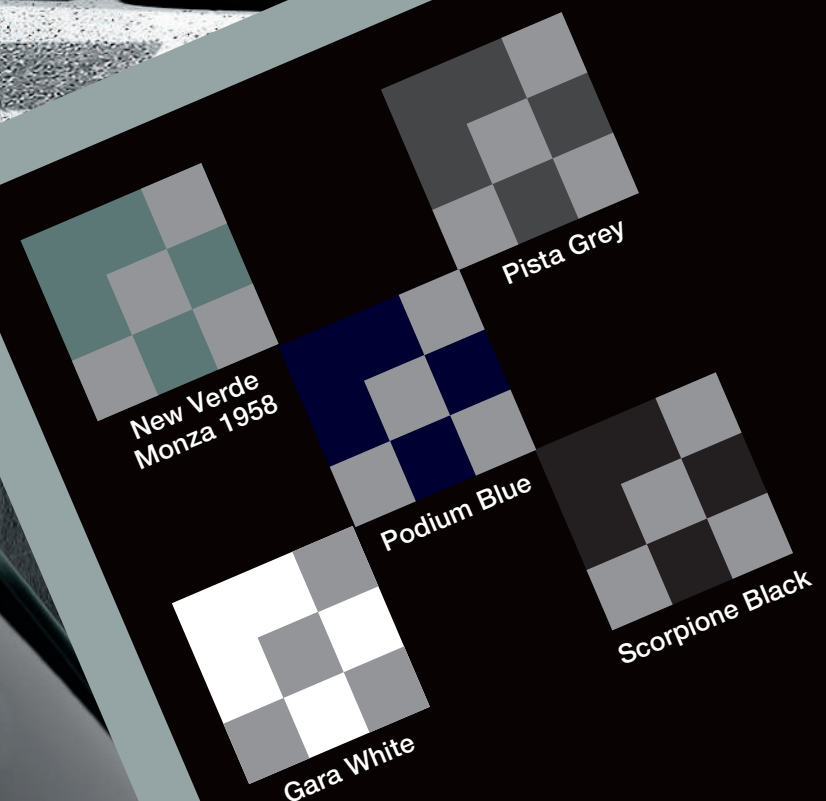 Pista Grey
New Verde
Monza 1958
Podium Blue
Scorpione Black
Gara White